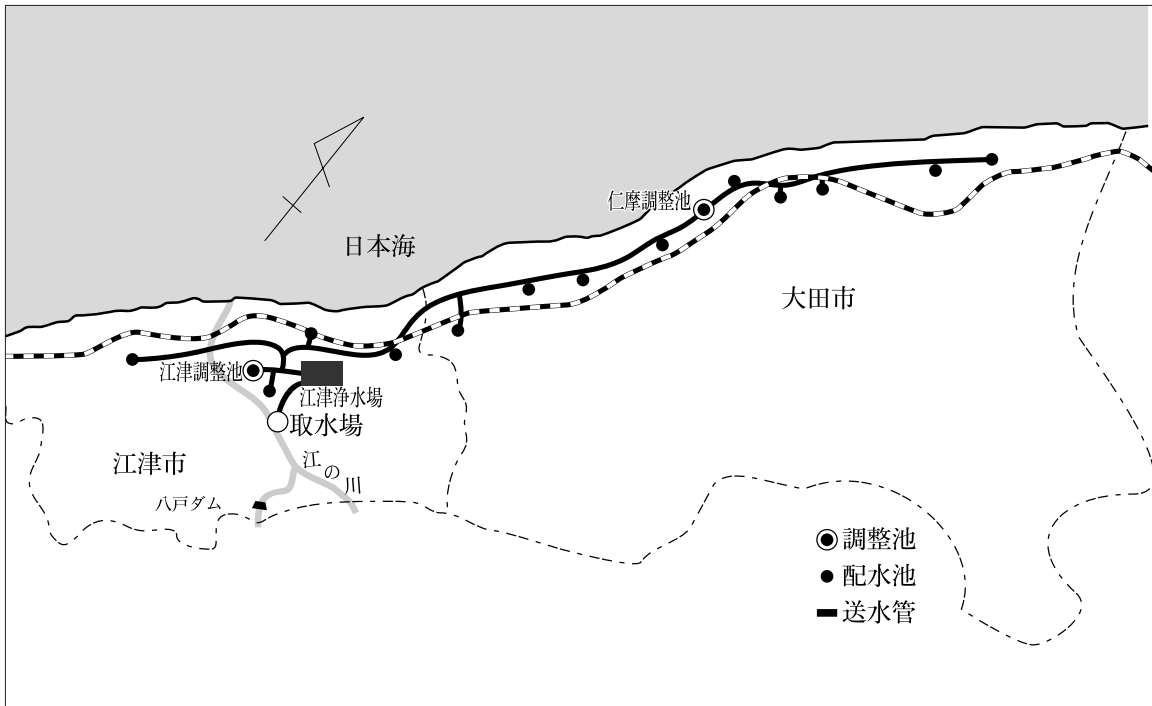 仁摩調整池
日本海
大田市
江津調整池
江津浄水場
取水場
江津市
江の川
八戸ダム
調整池
配水池
送水管